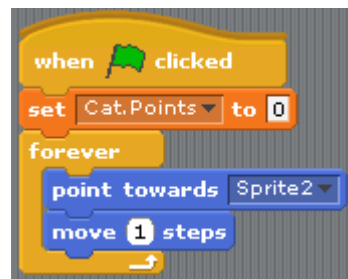 when clicked
set Cat.Points to 0
forever
point towards Sprite2
move 1 steps